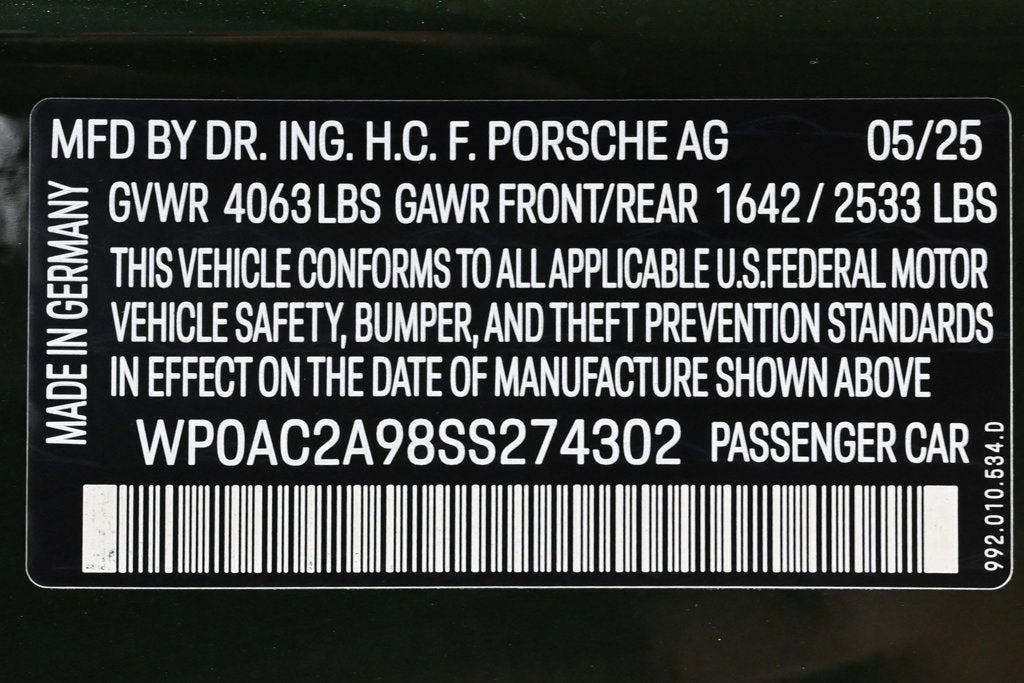 MFD BY DR. ING. H.C. F. PORSCHE AG 05/25
GVWR 4063LBS GAWR FRONT/REAR 1642 / 2533 LBS
THIS VEHICLE CONFORMS TO ALL APPLICABLE U.S.FEDERAL MOTOR
VEHICLE SAFETY, BUMPER, AND THEFT PREVENTION STANDARDS
IN EFFECT ON THE DATE OF MANUFACTURE SHOWN ABOVE
WP0AC2A98SS274302 PASSENGER CAR
MADE IN GERMANY
992.010.534.D